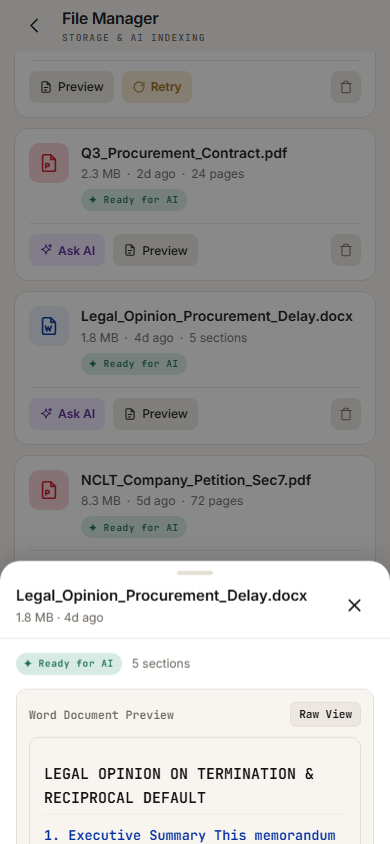 File Manager
STORAGE & AI INDEXING
Preview
Retry
Q3_Procurement_Contract.pdf
2.3 MB · 2d ago · 24 pages
✦ Ready for AI
Ask AI
Preview
Legal_Opinion_Procurement_Delay.docx
1.8 MB · 4d ago · 5 sections
✦ Ready for AI
Ask AI
Preview
NCLT_Company_Petition_Sec7.pdf
8.3 MB · 5d ago · 72 pages
✦ Ready for AI
Legal_Opinion_Procurement_Delay.docx
1.8 MB · 4d ago
✦ Ready for AI 5 sections
Word Document Preview
Raw View
LEGAL OPINION ON TERMINATION &
RECIPROCAL DEFAULT
1. Executive Summary This memorandum